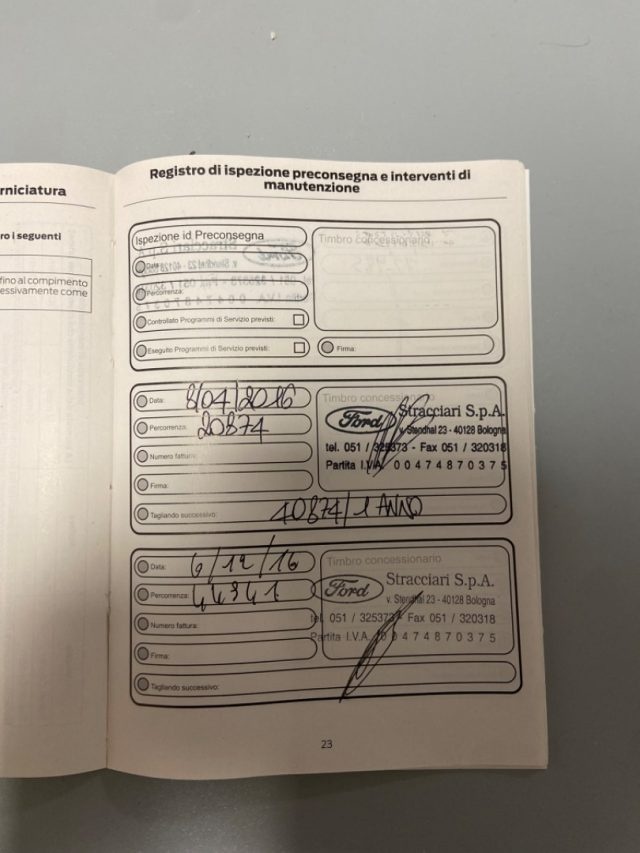 rniciatura
ro i seguenti
fino al compimento
essivamente come
Registro di ispezione preconsegna e interventi di
manutenzione
Ispezione id Preconsegna
Timbro concessionario
Data:
Percorrenza:
Controllato Programmi di Servizio previsti:
Eseguito Programmi di Servizio previsti:
Firma:
Data: 8/04/2016
Timbro concessionario
Ford Stracciari S.p.A.
Percorrenza: 20874
v. Stendhal 23 - 40128 Bologna
Numero fattura:
tel. 051 / 325373 - Fax 051 / 320318
Partita I.V.A. 00474870375
Firma:
Tagliando successivo: 40874/1 ANNO
Data: 6/12/16
Timbro concessionario
Ford Stracciari S.p.A.
Percorrenza: 44341
v. Stendhal 23 - 40128 Bologna
Numero fattura:
tel. 051 / 325373 - Fax 051 / 320318
Partita I.V.A. 00474870375
Firma:
Tagliando successivo:
23